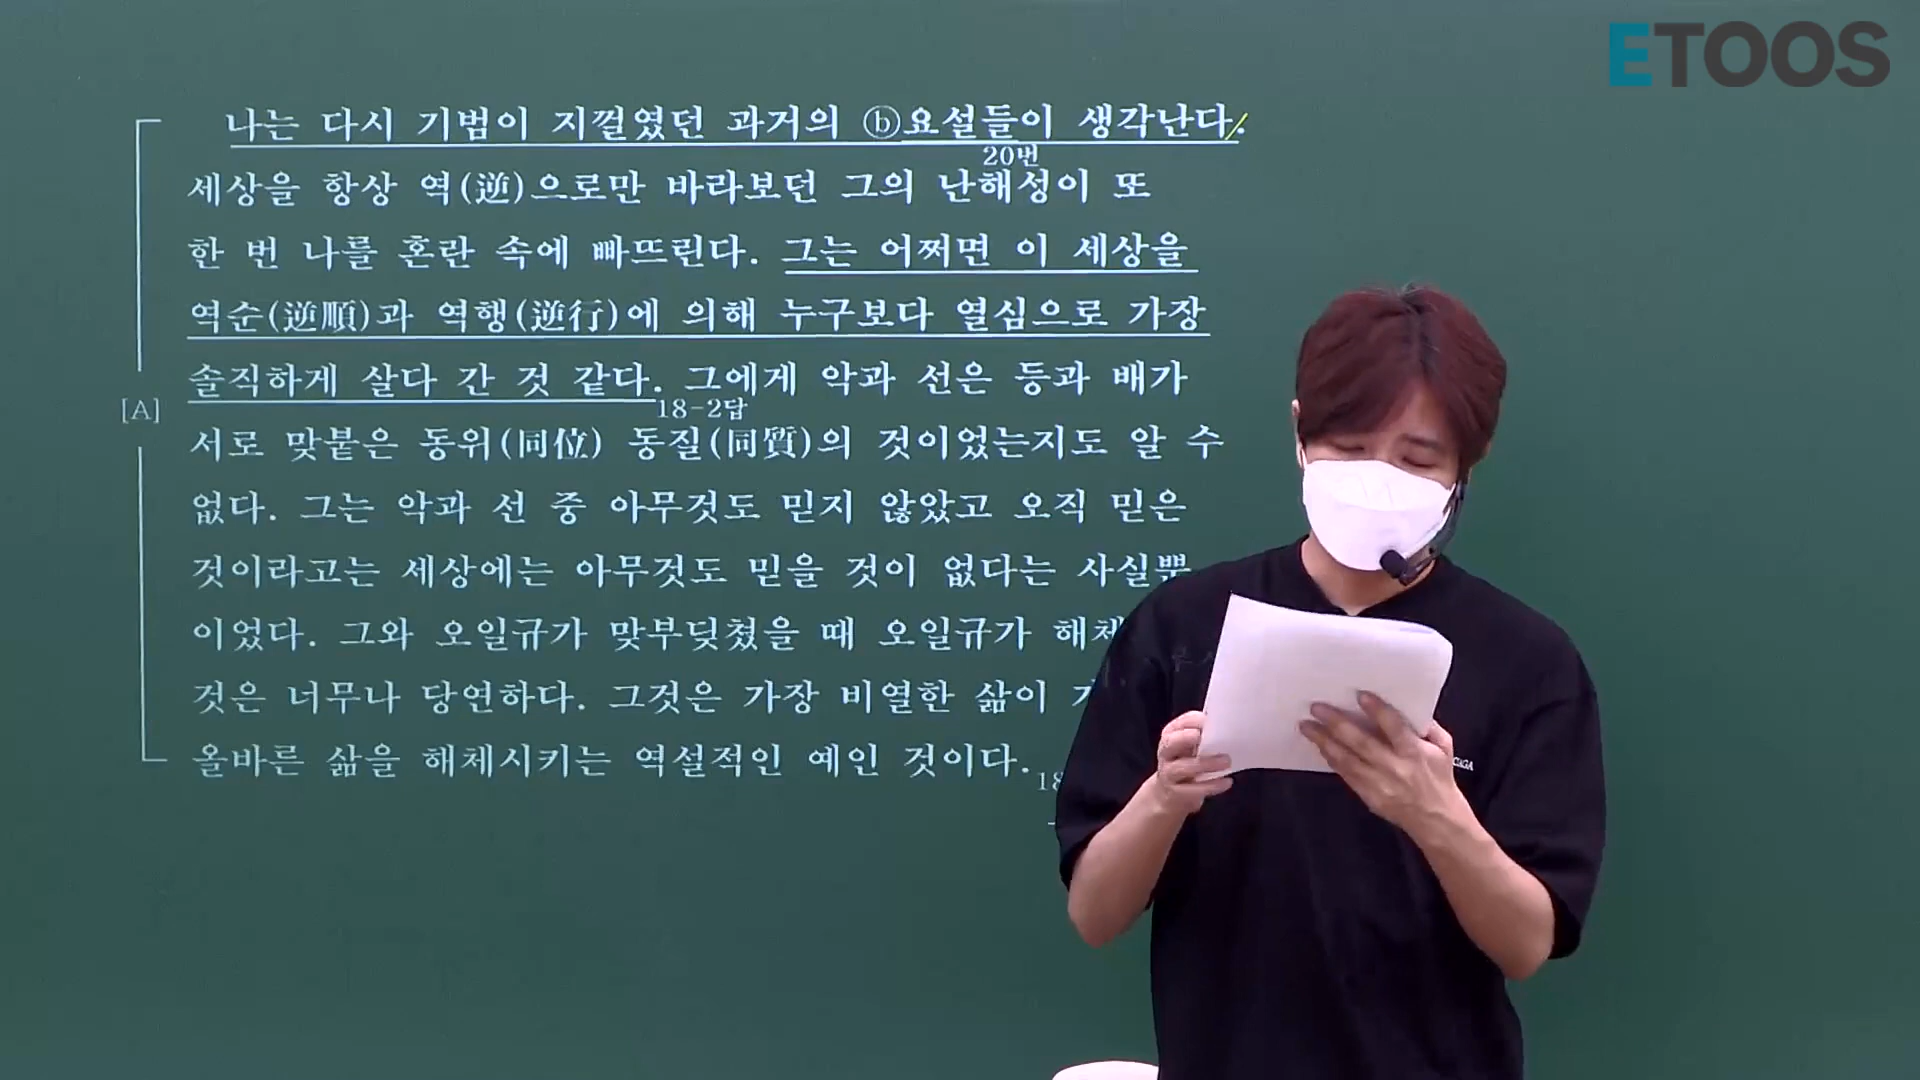 ETOOS
나는 다시 기범이 지껄였던 과거의 ⓑ요설들이 생각난다.
20번
세상을 항상 역(逆)으로만 바라보던 그의 난해성이 또
한 번 나를 혼란 속에 빠뜨린다. 그는 어쩌면 이 세상을
역순(逆順)과 역행(逆行)에 의해 누구보다 열심으로 가장
솔직하게 살다 간 것 같다. 그에게 악과 선은 등과 배가
18-2답
[A]
서로 맞붙은 동위(同位) 동질(同質)의 것이었는지도 알 수
없다. 그는 악과 선 중 아무것도 믿지 않았고 오직 믿은
것이라고는 세상에는 아무것도 믿을 것이 없다는 사실뿐
이었다. 그와 오일규가 맞부딪쳤을 때 오일규가 해체
것은 너무나 당연하다. 그것은 가장 비열한 삶이
올바른 삶을 해체시키는 역설적인 예인 것이다.
18